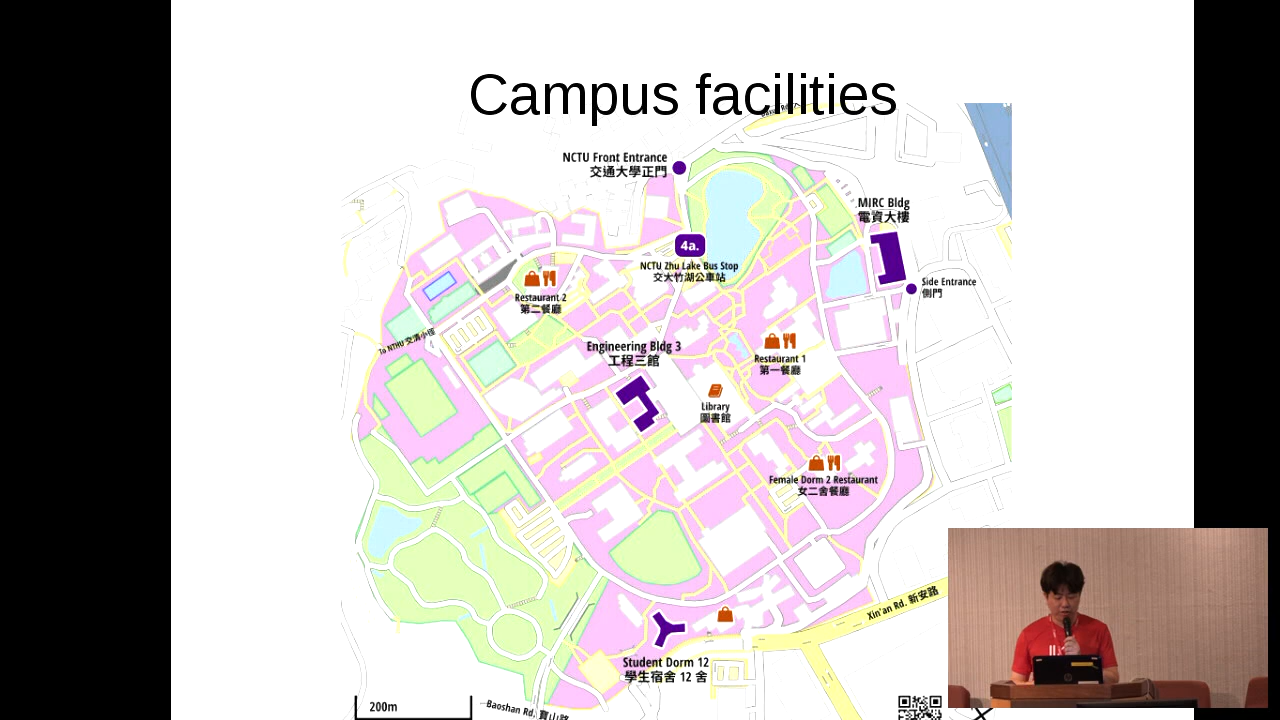 Campus facilities
NCTU Front Entrance
交通大學正門
MIRC Bldg
電資大樓
4a.
NCTU Zhu Lake Bus Stop
交大竹湖公車站
Side Entrance
側門
Restaurant 2
第二餐廳
To NTHU 交清小徑
Engineering Bldg 3
工程三館
Restaurant 1
第一餐廳
Library
圖書館
Female Dorm 2 Restaurant
女二舍餐廳
Xin'an Rd. 新安路
Student Dorm 12
學生宿舍 12 舍
200m
Baoshan Rd. 寶山路